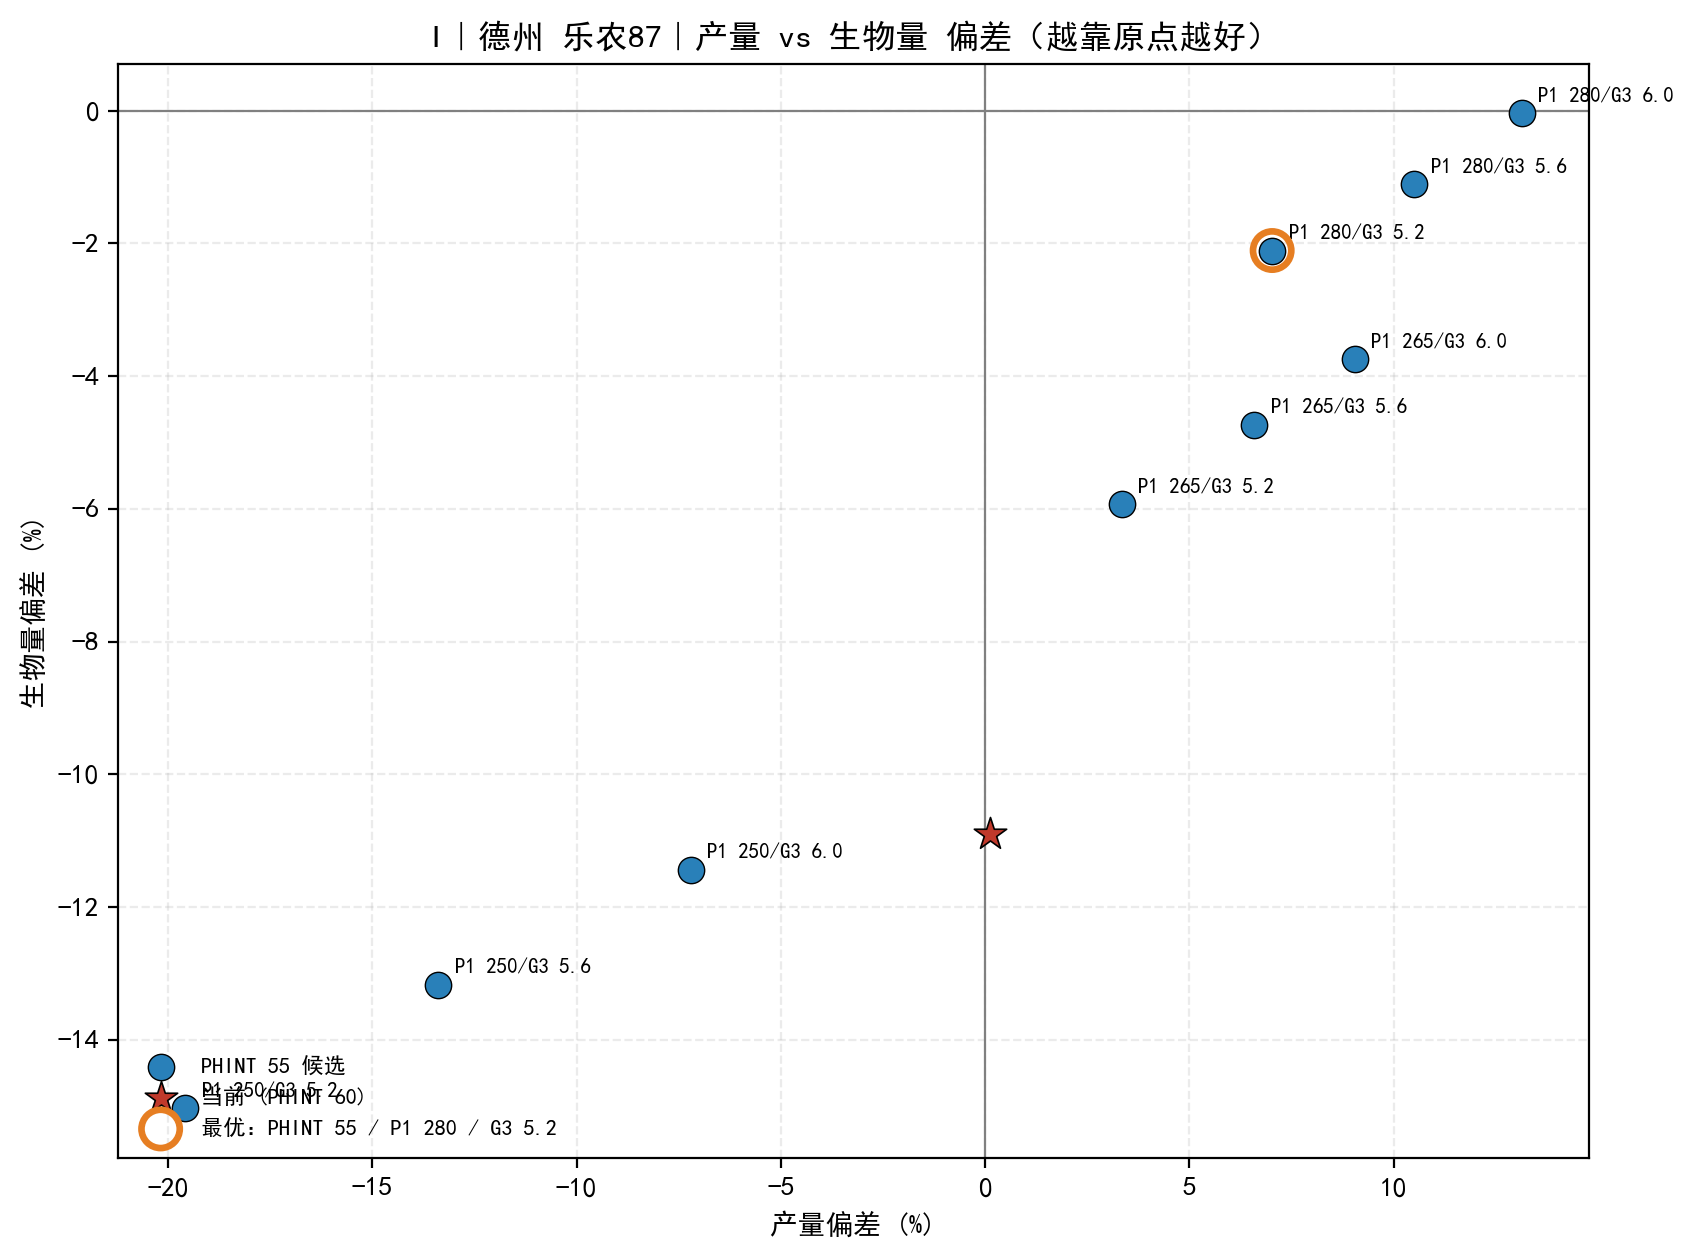 I｜德州 乐农87｜产量 vs 生物量 偏差（越靠原点越好）
0
−2
−4
−6
−8
−10
−12
−14
生物量偏差 (%)
P1 280/G3 6.0
P1 280/G3 5.6
P1 280/G3 5.2
P1 265/G3 6.0
P1 265/G3 5.6
P1 265/G3 5.2
P1 250/G3 6.0
P1 250/G3 5.6
PHINT 55 候选
P1 250/G3 5.2
当前 (PHINT 60)
最优：PHINT 55 / P1 280 / G3 5.2
−20
−15
−10
−5
0
5
10
产量偏差 (%)